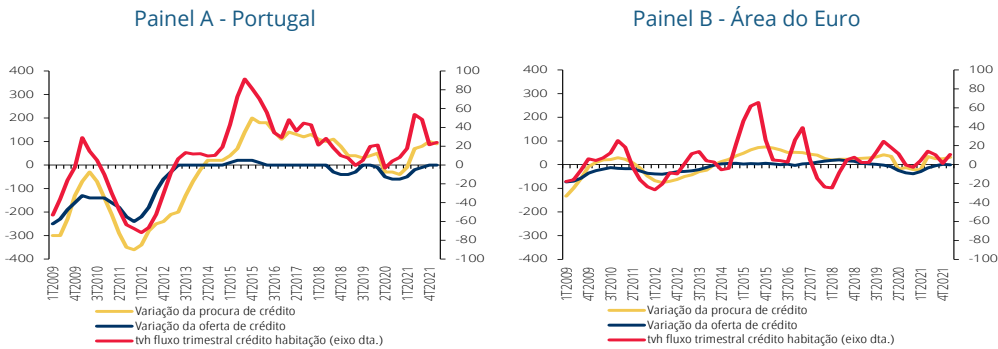 Painel A - Portugal
400
300
200
100
0
-100
-200
-300
-400
100
80
60
40
20
0
-20
-40
-60
-80
-100
1T2009
4T2009
3T2010
2T2011
1T2012
4T2012
3T2013
2T2014
1T2015
4T2015
3T2016
2T2017
1T2018
4T2018
3T2019
2T2020
1T2021
4T2021
Variação da procura de crédito
Variação da oferta de crédito
tvh fluxo trimestral crédito habitação (eixo dta.)
Painel B - Área do Euro
400
300
200
100
0
-100
-200
-300
-400
100
80
60
40
20
0
-20
-40
-60
-80
-100
1T2009
4T2009
3T2010
2T2011
1T2012
4T2012
3T2013
2T2014
1T2015
4T2015
3T2016
2T2017
1T2018
4T2018
3T2019
2T2020
1T2021
4T2021
Variação da procura de crédito
Variação da oferta de crédito
tvh fluxo trimestral crédito habitação (eixo dta.)